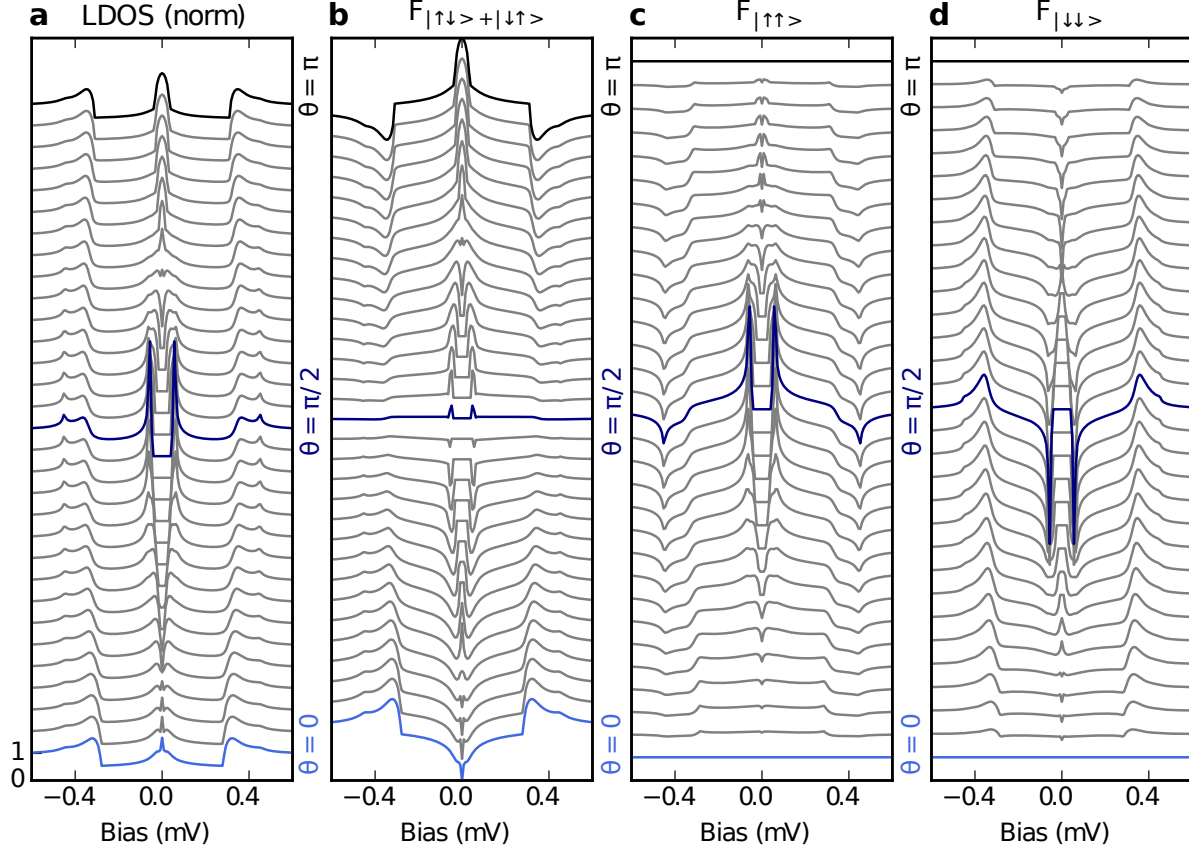 a LDOS (norm)
b F|↑↓>+|↓↑>
c F|↑↑>
d F|↓↓>
θ = π
θ = π
θ = π
θ = π/2
θ = π/2
θ = π/2
θ = 0
θ = 0
θ = 0
1
0
−0.4 0.0 0.4
−0.4 0.0 0.4
−0.4 0.0 0.4
−0.4 0.0 0.4
Bias (mV)
Bias (mV)
Bias (mV)
Bias (mV)